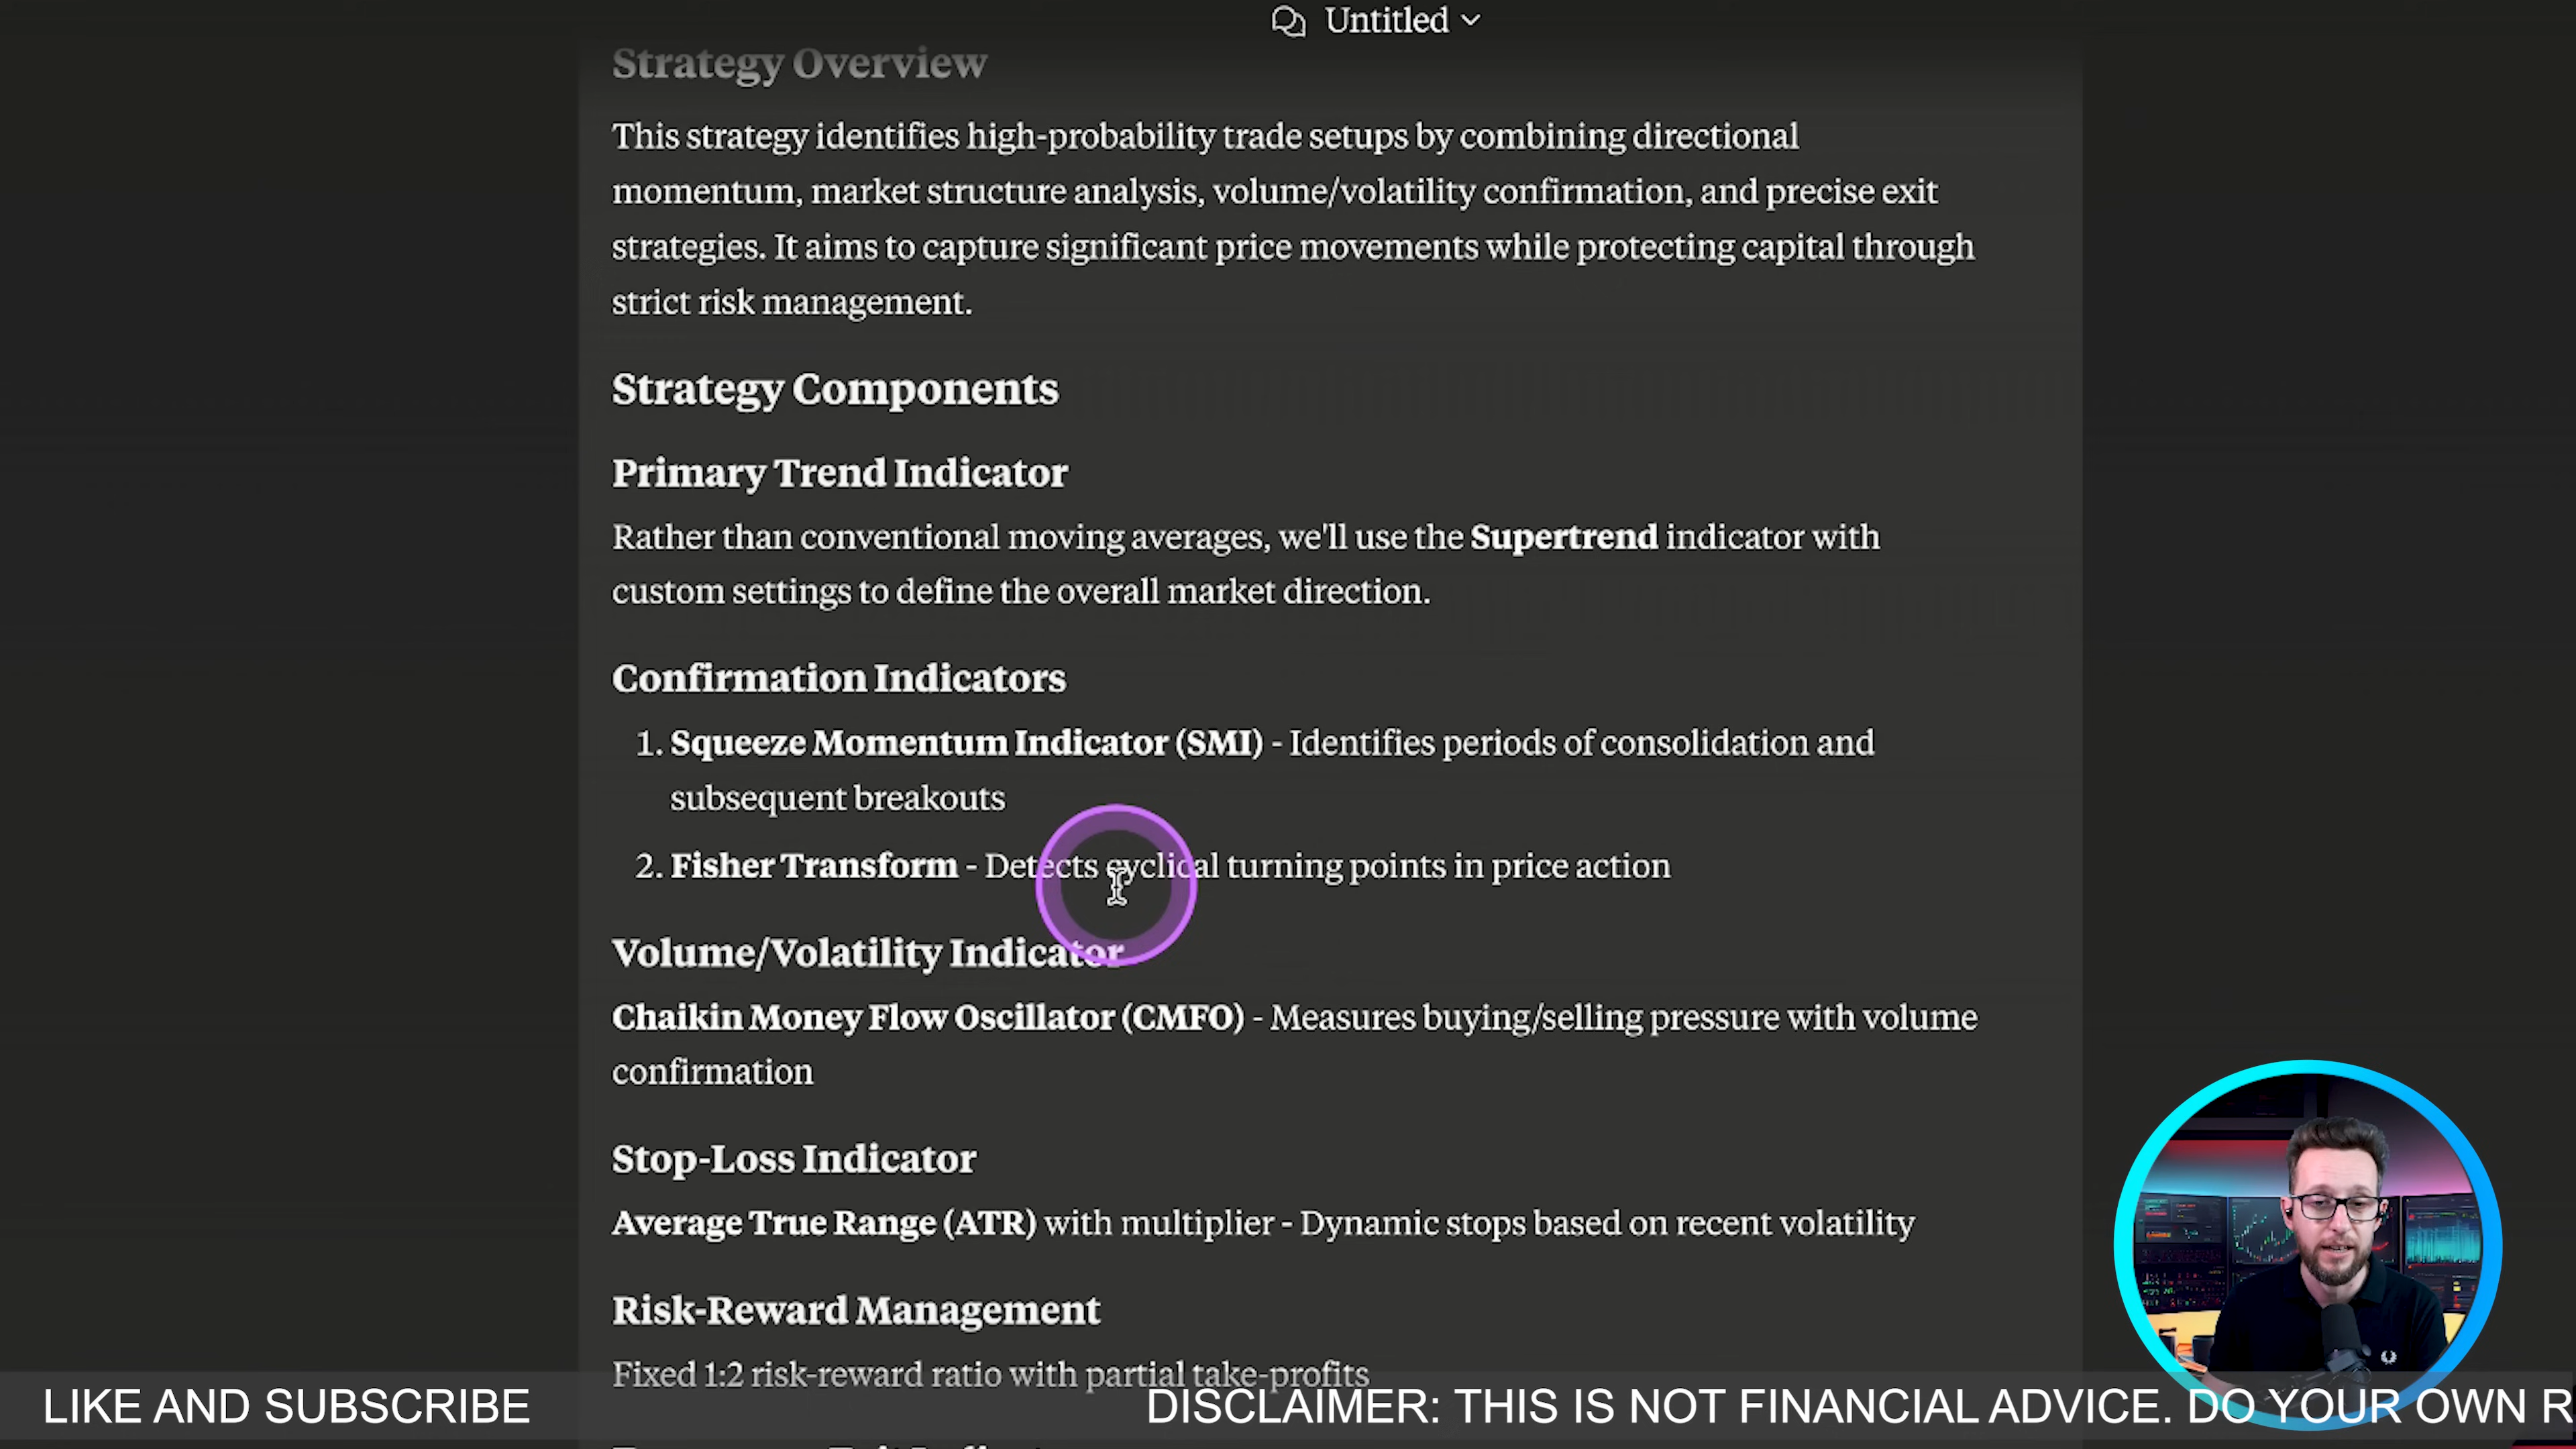 Untitled
Strategy Overview
This strategy identifies high-probability trade setups by combining directional
momentum, market structure analysis, volume/volatility confirmation, and precise exit
strategies. It aims to capture significant price movements while protecting capital through
strict risk management.
Strategy Components
Primary Trend Indicator
Rather than conventional moving averages, we'll use the Supertrend indicator with
custom settings to define the overall market direction.
Confirmation Indicators
1. Squeeze Momentum Indicator (SMI) - Identifies periods of consolidation and
subsequent breakouts
2. Fisher Transform - Detects cyclical turning points in price action
Volume/Volatility Indicator
Chaikin Money Flow Oscillator (CMFO) - Measures buying/selling pressure with volume
confirmation
Stop-Loss Indicator
Average True Range (ATR) with multiplier - Dynamic stops based on recent volatility
Risk-Reward Management
Fixed 1:2 risk-reward ratio with partial take-profits
LIKE AND SUBSCRIBE
DISCLAIMER: THIS IS NOT FINANCIAL ADVICE. DO YOUR OWN R